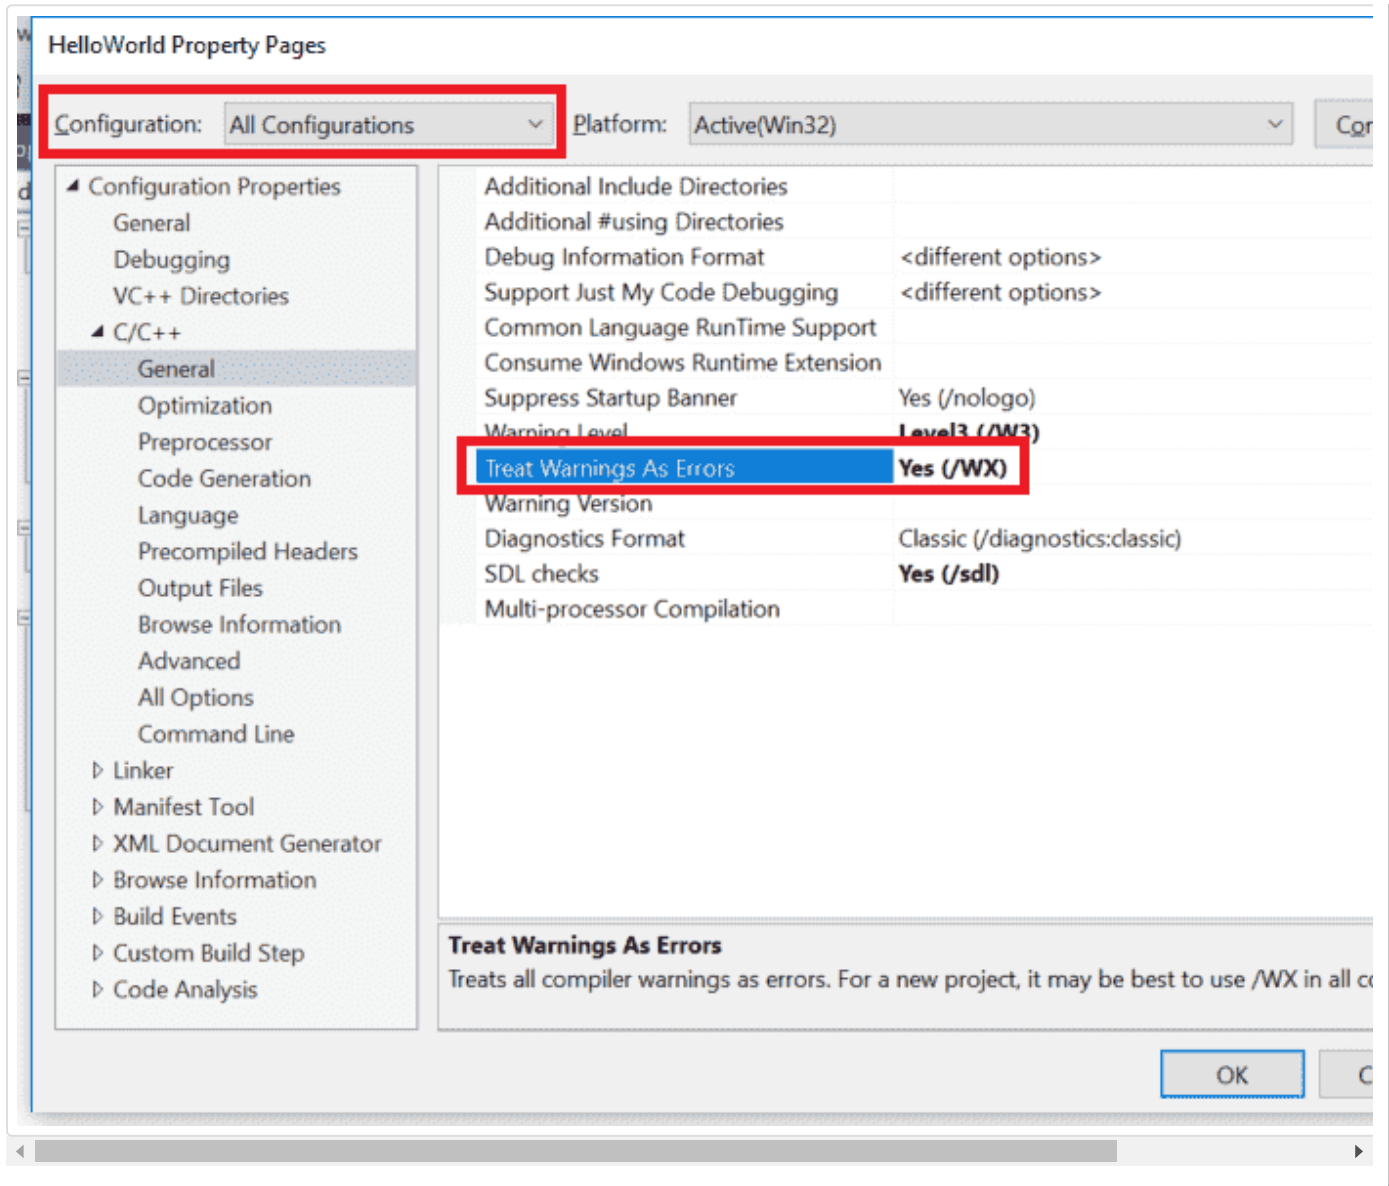 HelloWorld Property Pages
Configuration: All Configurations Platform: Active(Win32)
Configuration Properties
General
Debugging
VC++ Directories
C/C++
General
Optimization
Preprocessor
Code Generation
Language
Precompiled Headers
Output Files
Browse Information
Advanced
All Options
Command Line
Linker
Manifest Tool
XML Document Generator
Browse Information
Build Events
Custom Build Step
Code Analysis
Additional Include Directories
Additional #using Directories
Debug Information Format <different options>
Support Just My Code Debugging <different options>
Common Language RunTime Support
Consume Windows Runtime Extension
Suppress Startup Banner Yes (/nologo)
Warning Level Level3 (/W3)
Treat Warnings As Errors Yes (/WX)
Warning Version
Diagnostics Format Classic (/diagnostics:classic)
SDL checks Yes (/sdl)
Multi-processor Compilation
Treat Warnings As Errors
Treats all compiler warnings as errors. For a new project, it may be best to use /WX in all
OK